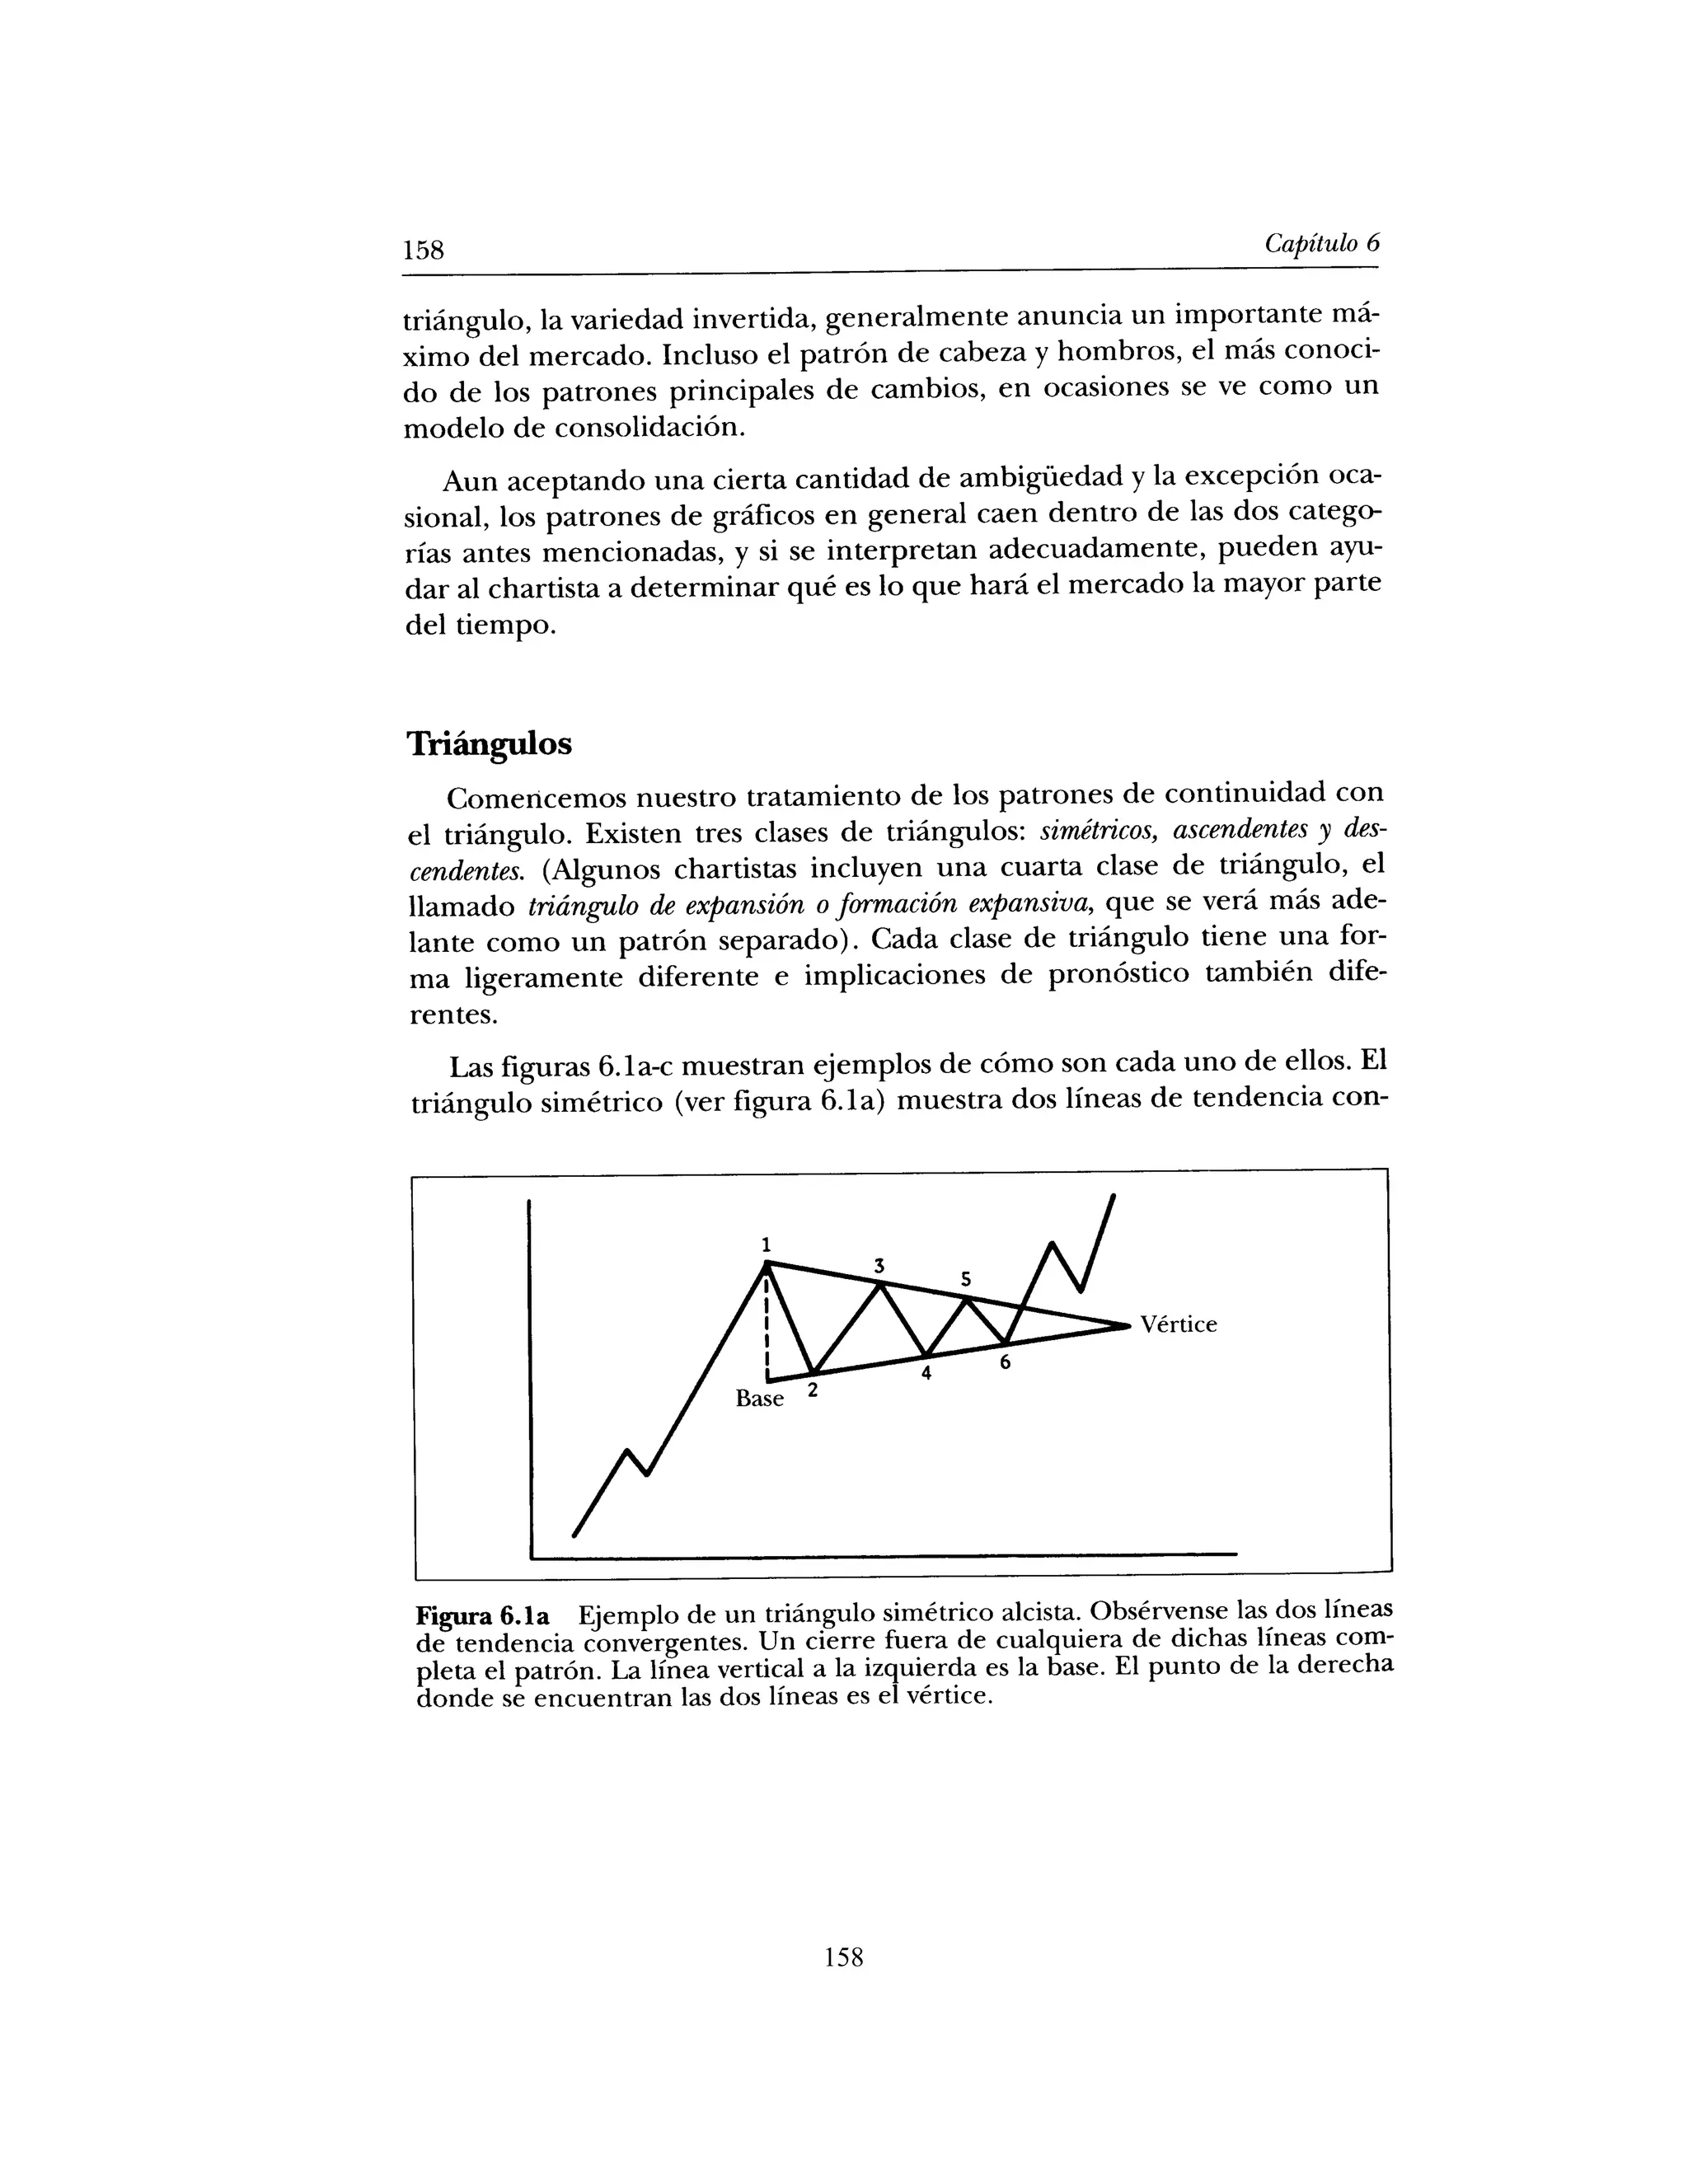 158
Capítulo 6
triángulo, la variedad invertida, generalmente anuncia un importante má-
ximo del mercado. Incluso el patrón de cabeza y hombros, el más conoci-
do de los patrones principales de cambios, en ocasiones se ve como un
modelo de consolidación.
Aun aceptando una cierta cantidad de ambigüedad y la excepción oca-
sional, los patrones de gráficos en general caen dentro de las dos catego-
rías antes mencionadas, y si se interpretan adecuadamente, pueden ayu-
dar al chartista a determinar qué es lo que hará el mercado la mayor parte
del tiempo.
Triángulos
Comencemos nuestro tratamiento de los patrones de continuidad con
el triángulo. Existen tres clases de triángulos: simétricos, ascendentes y des-
cendentes. (Algunos chartistas incluyen una cuarta clase de triángulo, el
llamado triángulo de expansión o formación expansiva, que se verá más ade-
lante como un patrón separado). Cada clase de triángulo tiene una for-
ma ligeramente diferente e implicaciones de pronóstico también dife-
rentes.
Las figuras 6.1a-c muestran ejemplos de cómo son cada uno de ellos. El
triángulo simétrico (ver figura 6.1a) muestra dos líneas de tendencia con-
1
3
5
Vértice
6
4
2
Base
Figura 6.1a Ejemplo de un triángulo simétrico alcista. Obsérvense las dos líneas
de tendencia convergentes. Un cierre fuera de cualquiera de dichas líneas com-
pleta el patrón. La línea vertical a la izquierda es la base. El punto de la derecha
donde se encuentran las dos líneas es el vértice.
158